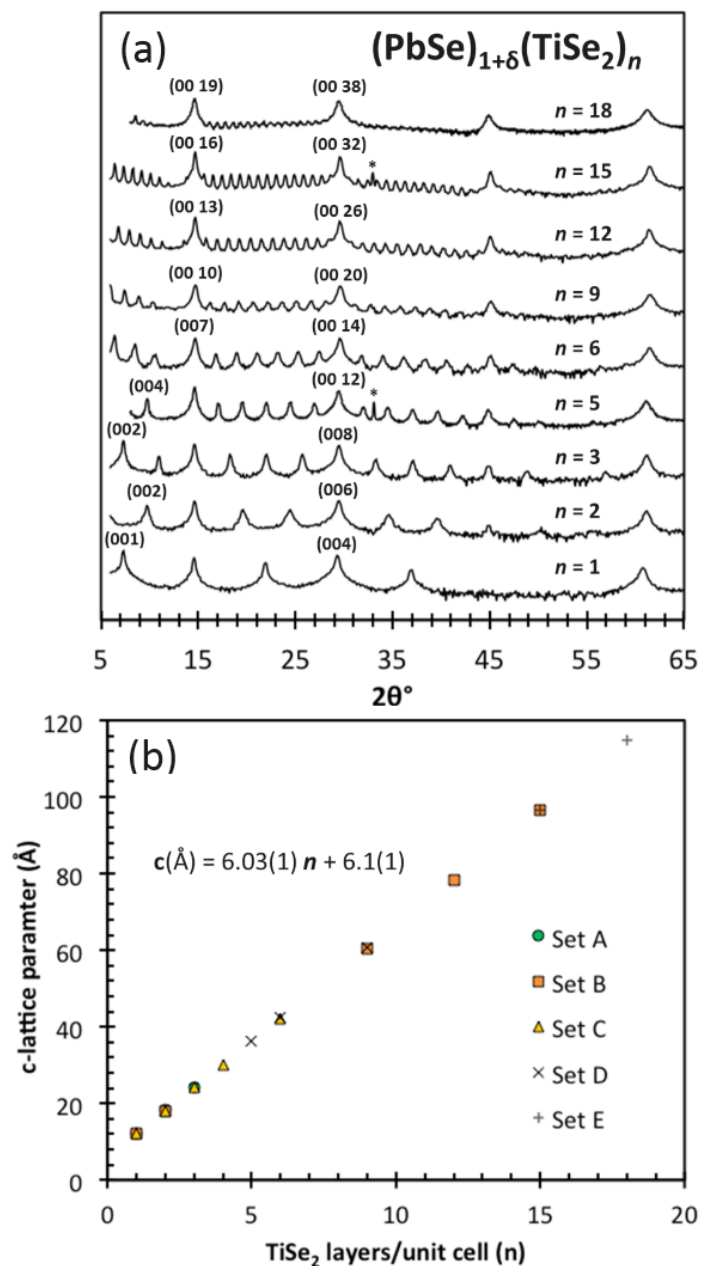 (a) (PbSe)₁₊δ(TiSe₂)ₙ
(00 19) (00 38) n = 18
(00 16) (00 32) * n = 15
(00 13) (00 26) n = 12
(00 10) (00 20) n = 9
(007) (00 14) n = 6
(004) (00 12) * n = 5
(002) (008) n = 3
(002) (006) n = 2
(001) (004) n = 1
5 15 25 35 45 55 65
2θ°
(b)
c-lattice paramter (Å)
120
100
80
60
40
20
0
c(Å) = 6.03(1) n + 6.1(1)
Set A
Set B
Set C
Set D
Set E
0 5 10 15 20
TiSe₂ layers/unit cell (n)